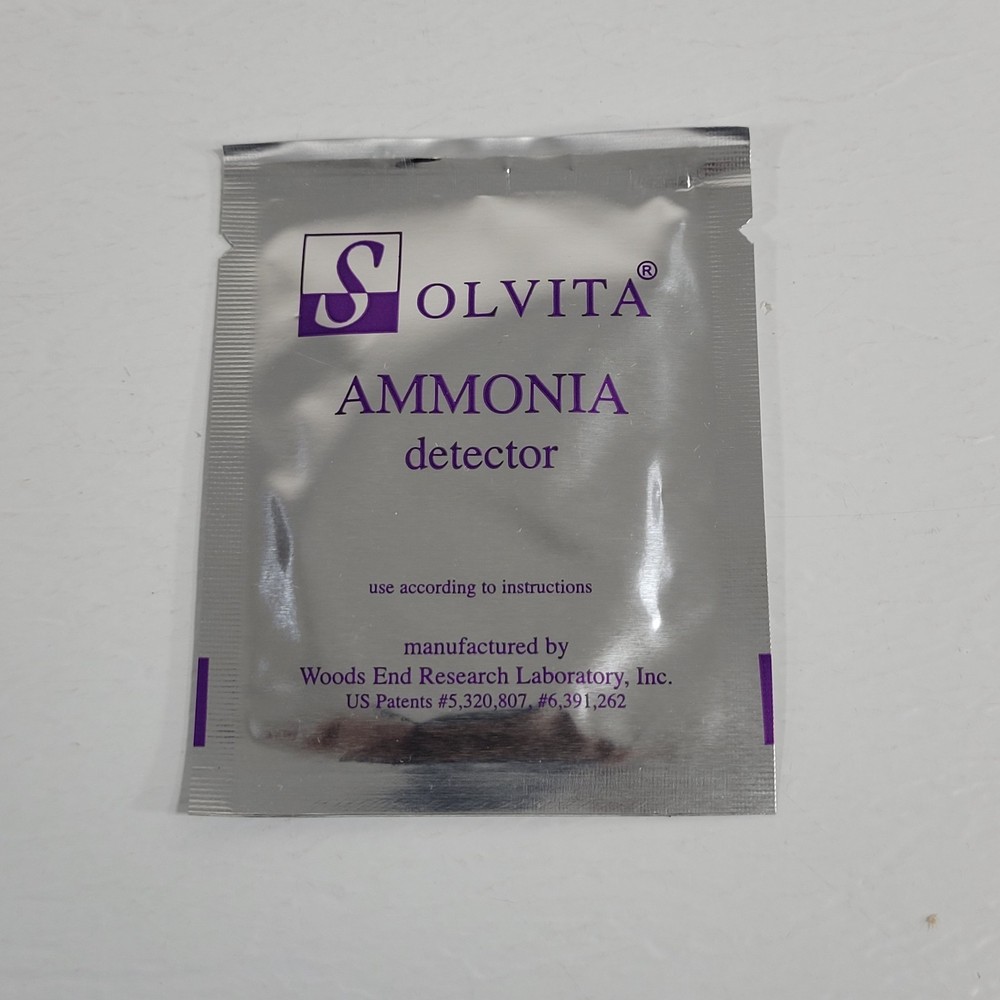 SOLVITA®
AMMONIA
detector
use according to instructions
manufactured by
Woods End Research Laboratory, Inc.
US Patents #5,320,807, #6,391,262